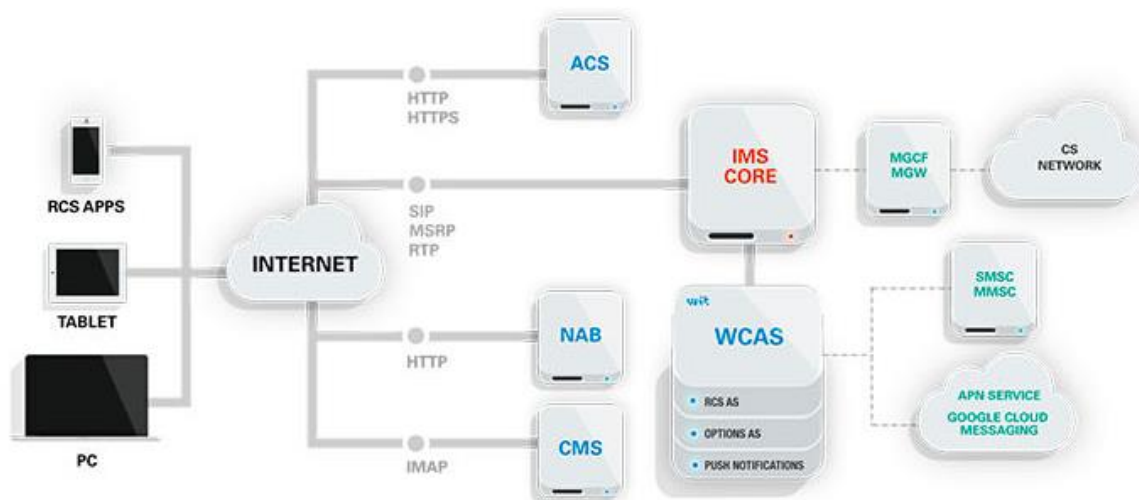 ACS
HTTP
HTTPS
RCS APPS
IMS
CORE
MGCF
MGW
CS
NETWORK
SIP
MSRP
RTP
INTERNET
TABLET
SMSC
MMSC
wit
WCAS
NAB
HTTP
RCS AS
OPTIONS AS
PUSH NOTIFICATIONS
APN SERVICE
GOOGLE CLOUD
MESSAGING
PC
CMS
IMAP